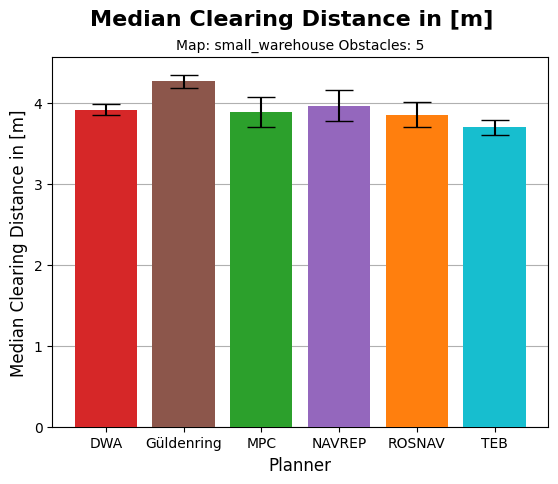 Median Clearing Distance in [m]
Map: small_warehouse Obstacles: 5
Median Clearing Distance in [m]
4
3
2
1
0
DWA Güldenring MPC NAVREP ROSNAV TEB
Planner